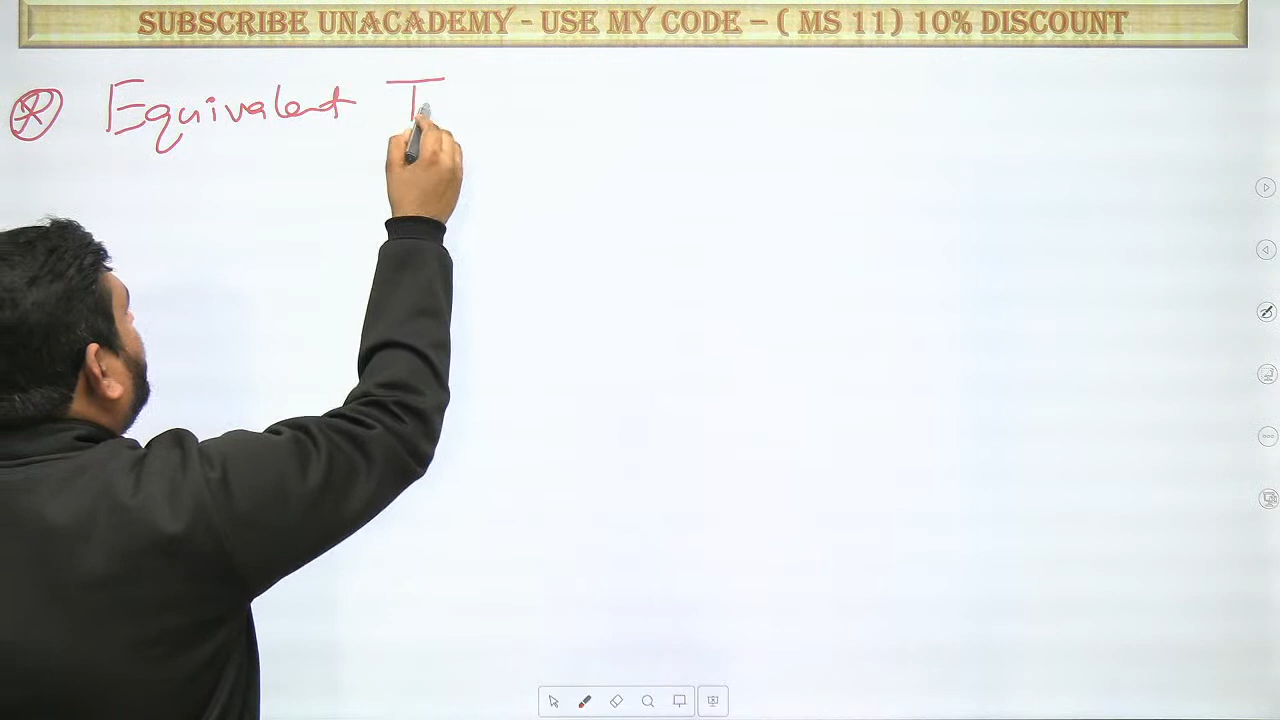 SUBSCRIBE UNACADEMY - USE MY CODE – ( MS 11) 10% DISCOUNT
Ⓡ Equivalent T